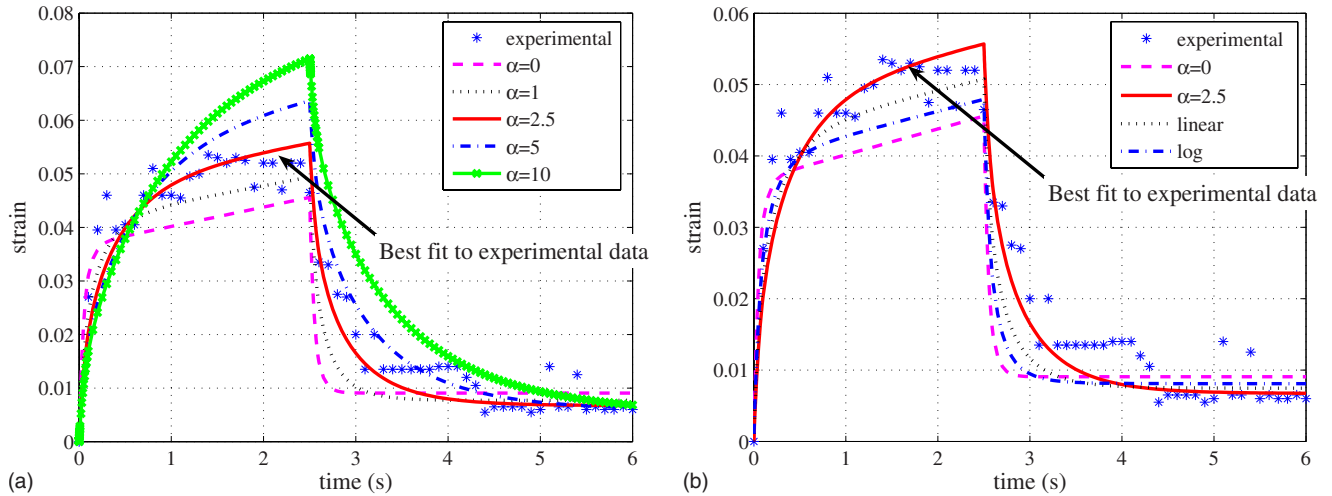 0.08
0.07
0.06
0.05
0.04
0.03
0.02
0.01
0
strain
0 1 2 3 4 5 6
time (s)
(a)
experimental
α=0
α=1
α=2.5
α=5
α=10
Best fit to experimental data
0.06
0.05
0.04
0.03
0.02
0.01
0
strain
0 1 2 3 4 5 6
time (s)
(b)
experimental
α=0
α=2.5
linear
log
Best fit to experimental data